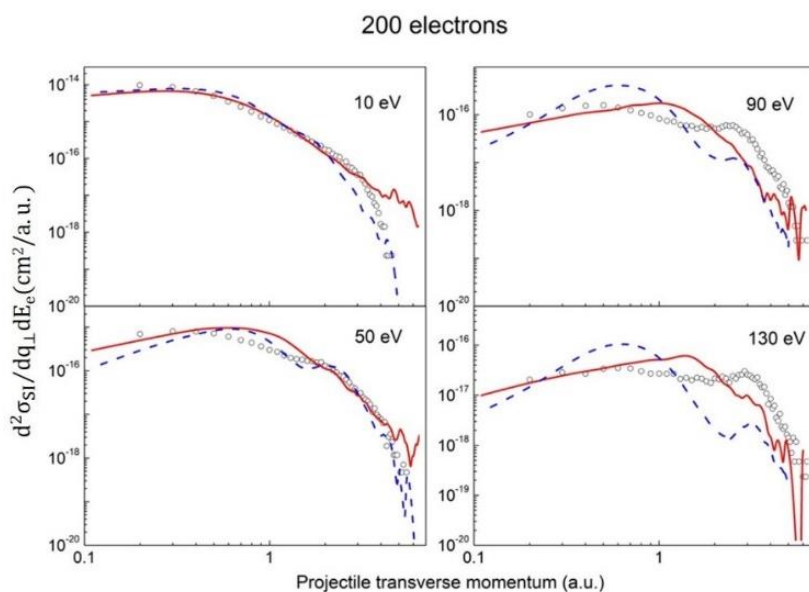 200 electrons
d²σSI/dq⊥dEe(cm²/a.u.)
10⁻¹⁴
10⁻¹⁶
10⁻¹⁸
10⁻²⁰
10 eV
10⁻¹⁶
10⁻¹⁸
10⁻²⁰
90 eV
10⁻¹⁶
10⁻¹⁸
10⁻²⁰
50 eV
10⁻¹⁶
10⁻¹⁷
10⁻¹⁸
10⁻¹⁹
10⁻²⁰
130 eV
0.1
1
0.1
1
Projectile transverse momentum (a.u.)